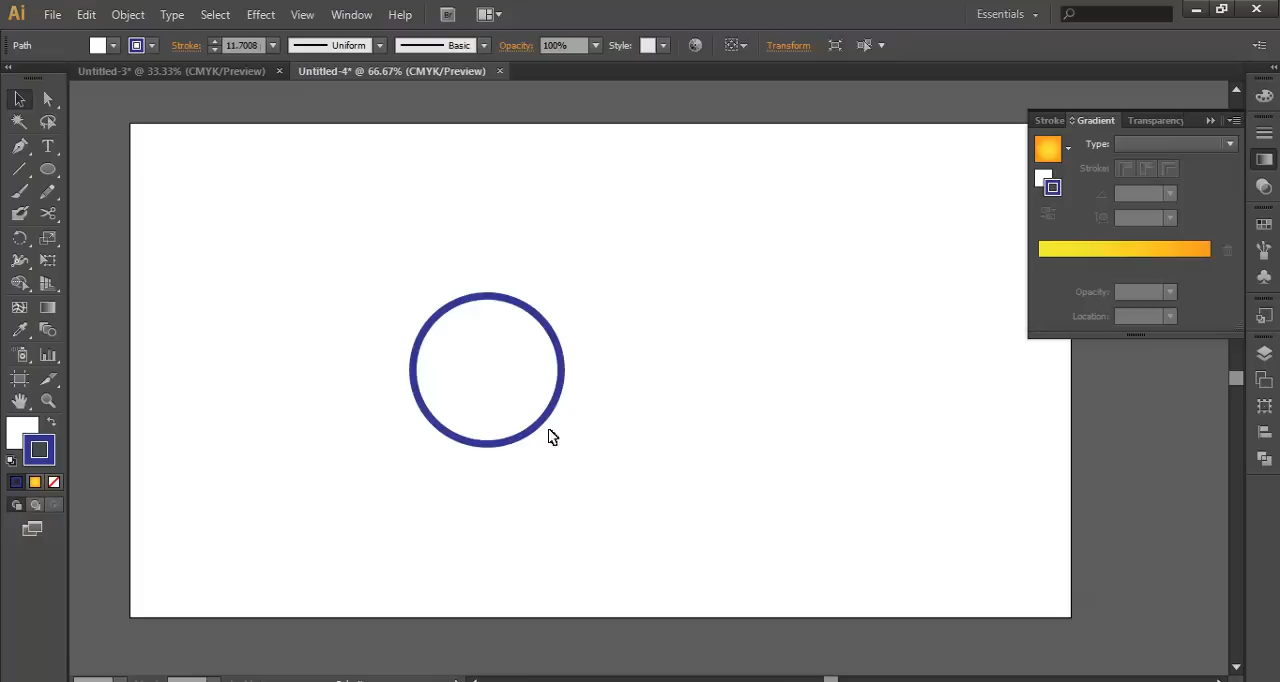 Ai File Edit Object Type Select Effect View Window Help Br Essentials
Path Stroke: 11.7008 Uniform Basic Opacity: 100% Style: Transform
Untitled-3* @ 33.33% (CMYK/Preview) × Untitled-4* @ 66.67% (CMYK/Preview) ×
Stroke Gradient Transparency
Type:
Stroke:
Opacity:
Location:
T